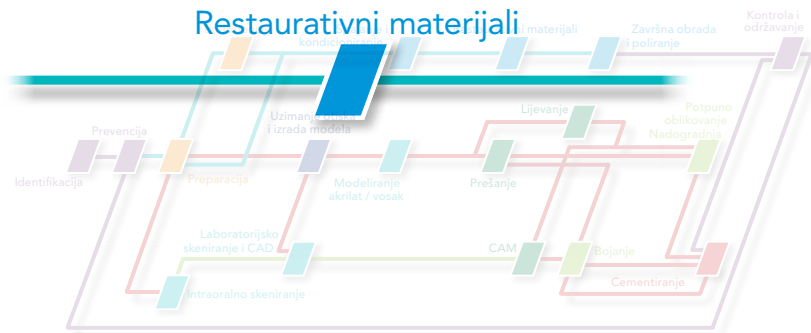 Restaurativni materijali
Kontrola i
održavanje
kondicioniranje
i materijali
Završna obrada
i poliranje
Uzimanje otiska
i izrada modela
Lijevanje
Potpuno
oblikovanje
Nadogradnja
Prevencija
Identifikacija
Preparacija
Modeliranje
akrilat / vosak
Prešanje
Laboratorijsko
skeniranje i CAD
CAM
Bojanje
Intraoralno skeniranje
Cementiranje